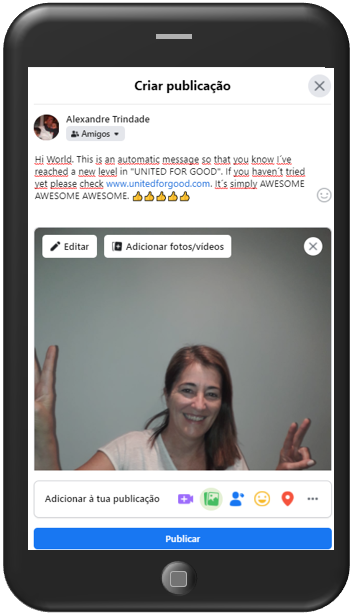 Criar publicação
Alexandre Trindade
Amigos
Hi World. This is an automatic message so that you know I´ve
reached a new level in "UNITED FOR GOOD". If you haven´t tried
yet please check www.unitedforgood.com. It´s simply AWESOME
AWESOME AWESOME. 👍👍👍👍👍
Editar
Adicionar fotos/vídeos
Adicionar à tua publicação
Publicar